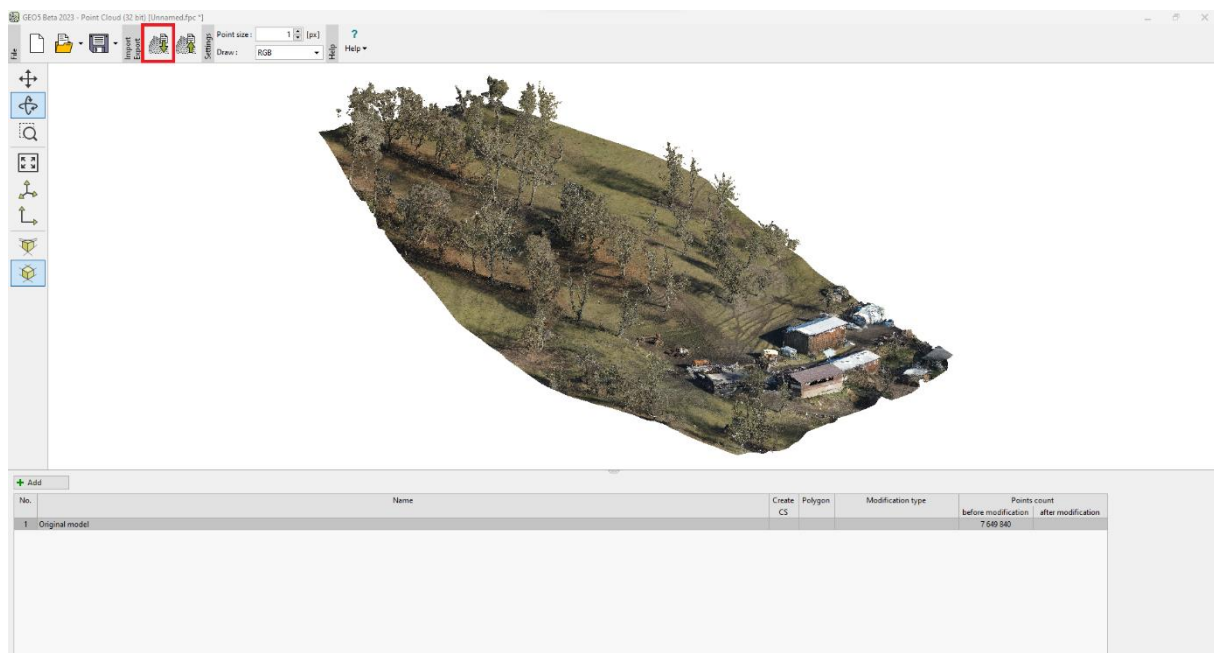 GEO5 Beta 2023 - Point Cloud (32 bit) [Unnamed.fpc *]
File
Import
Export
Settings
Point size :
1
[px]
Draw :
RGB
Help
?
Help
+ Add
No.
Name
Create
CS
Polygon
Modification type
Points count
before modification
after modification
1
Original model
7 649 840